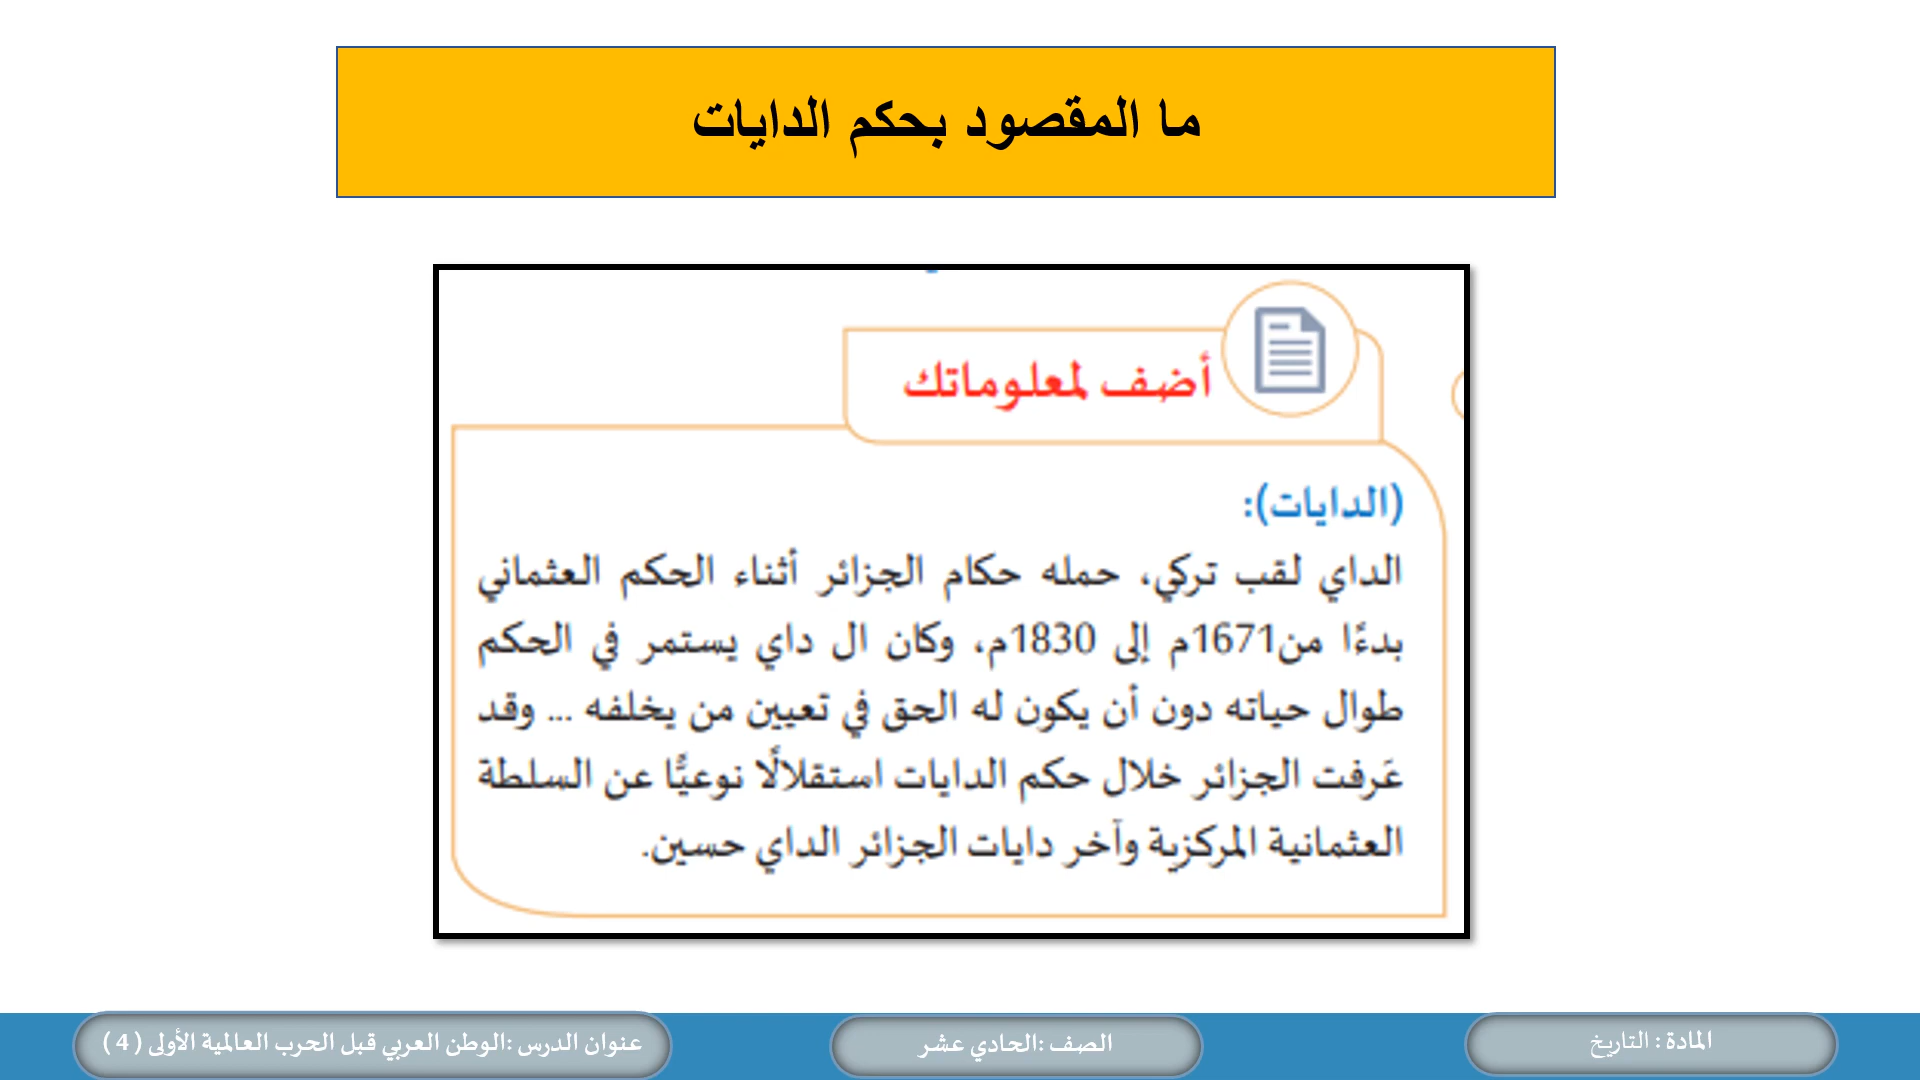 ما المقصود بحكم الدايات
أضف لمعلوماتك
(الدايات):
الداي لقب تركي، حمله حكام الجزائر أثناء الحكم العثماني
بدءًا من1671م إلى 1830م، وكان ال داي يستمر في الحكم
طوال حياته دون أن يكون له الحق في تعيين من يخلفه ... وقد
عَرفت الجزائر خلال حكم الدايات استقلالًا نوعيًّا عن السلطة
العثمانية المركزية وآخر دايات الجزائر الداي حسين.
المادة : التاريخ
الصف :الحادي عشر
عنوان الدرس :الوطن العربي قبل الحرب العالمية الأولى ( 4 )